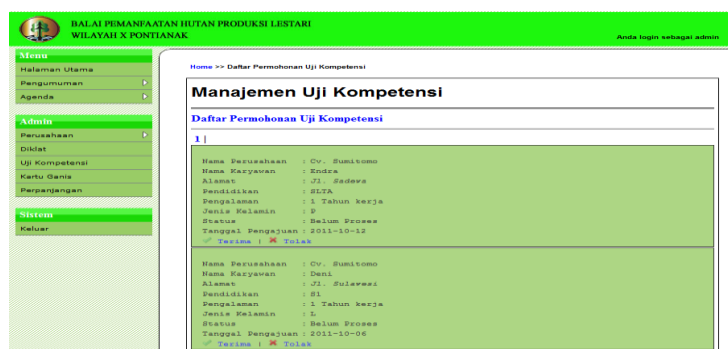 BALAI PEMANFAATAN HUTAN PRODUKSI LESTARI
WILAYAH X PONTIANAK
Anda login sebagai admin
Menu
Halaman Utama
Pengumuman
Agenda
Admin
Perusahaan
Diklat
Uji Kompetensi
Kartu Ganis
Perpanjangan
Sistem
Keluar
Home >> Daftar Permohonan Uji Kompetensi
Manajemen Uji Kompetensi
Daftar Permohonan Uji Kompetensi
1 |
Nama Perusahaan : Cv. Sumitomo
Nama Karyawan : Endra
Alamat : Jl. Sadewa
Pendidikan : SLTA
Pengalaman : 1 Tahun kerja
Jenis Kelamin : P
Status : Belum Proses
Tanggal Pengajuan : 2011-10-12
Terima | Tolak
Nama Perusahaan : Cv. Sumitomo
Nama Karyawan : Deni
Alamat : Jl. Sulawesi
Pendidikan : S1
Pengalaman : 1 Tahun kerja
Jenis Kelamin : L
Status : Belum Proses
Tanggal Pengajuan : 2011-10-06
Terima | Tolak